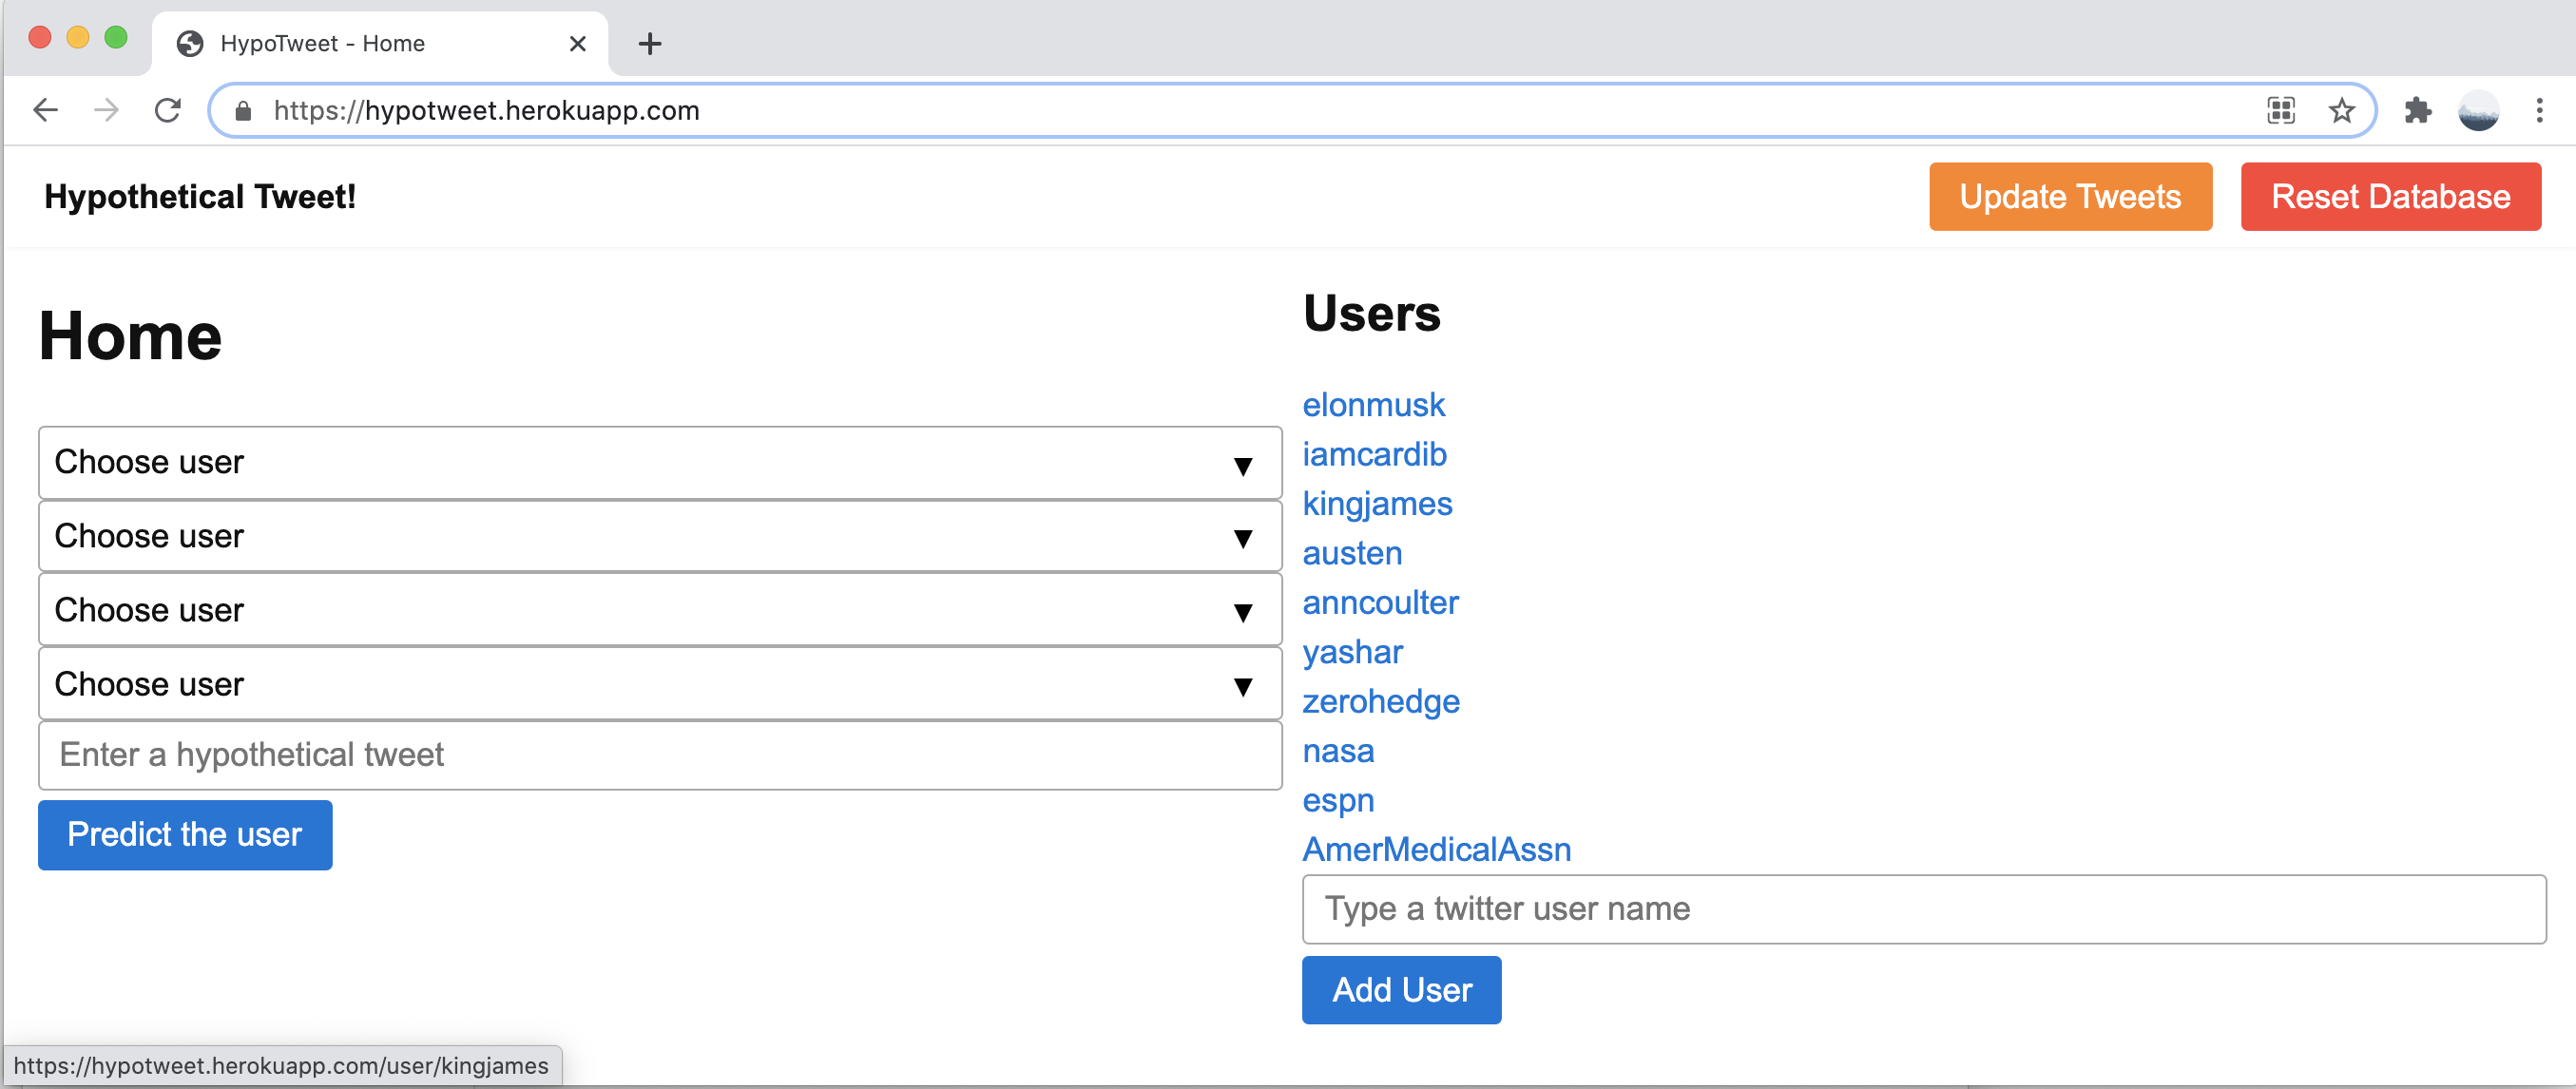 HypoTweet - Home
https://hypotweet.herokuapp.com
Hypothetical Tweet!
Update Tweets
Reset Database
Home
Choose user
Choose user
Choose user
Choose user
Enter a hypothetical tweet
Predict the user
Users
elonmusk
iamcardib
kingjames
austen
anncoulter
yashar
zerohedge
nasa
espn
AmerMedicalAssn
Type a twitter user name
Add User
https://hypotweet.herokuapp.com/user/kingjames